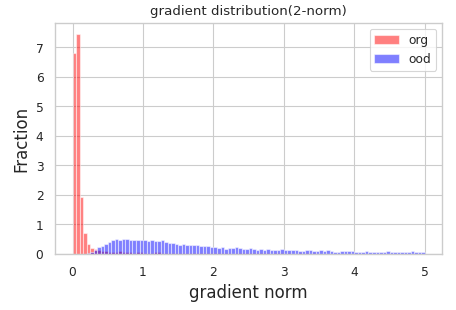 gradient distribution(2-norm)
org
ood
Fraction
7
6
5
4
3
2
1
0
0 1 2 3 4 5
gradient norm